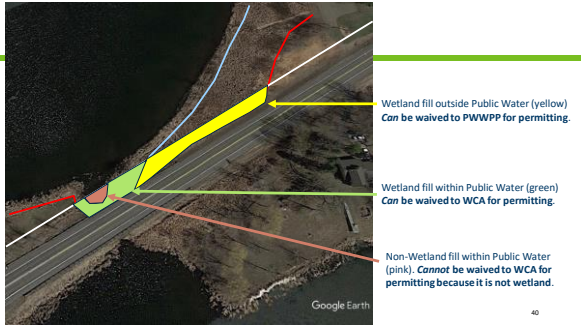 Wetland fill outside Public Water (yellow)
Can be waived to PWWPP for permitting.
Wetland fill within Public Water (green)
Can be waived to WCA for permitting.
Non-Wetland fill within Public Water
(pink). Cannot be waived to WCA for
permitting because it is not wetland.
Google Earth
40